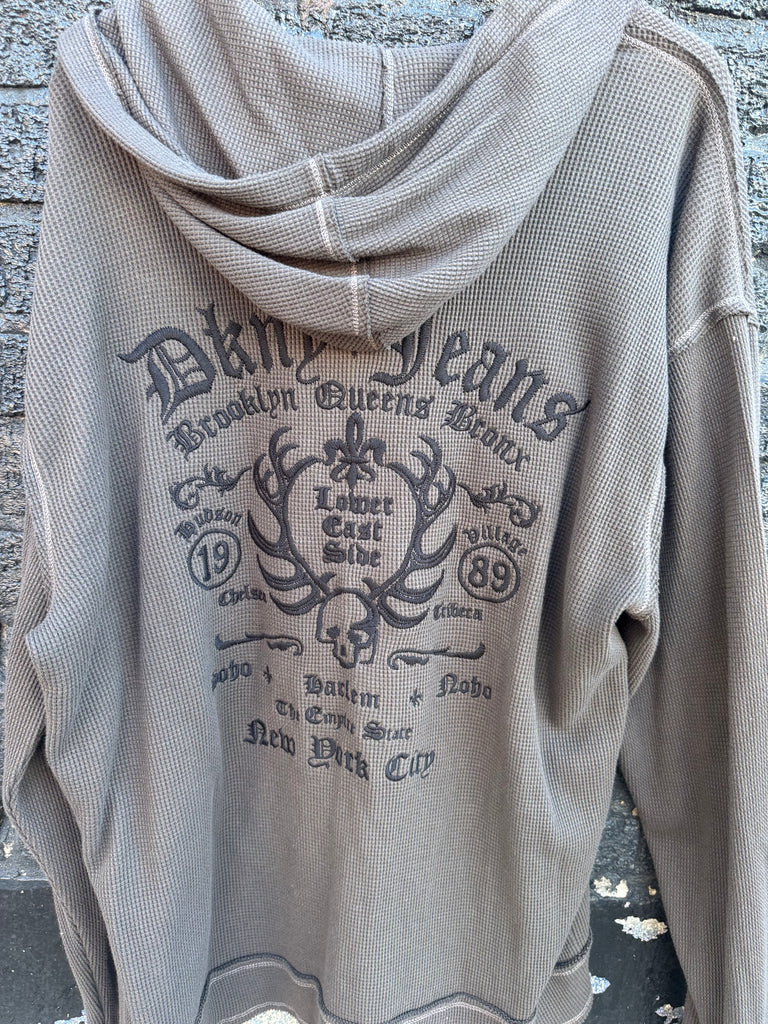 Dkny Jeans
Brooklyn Queens Bronx
Lower
East
Side
Hudson
19
Chelsa
Village
89
Tribeca
Soho Harlem Noho
The Empire State
New York City